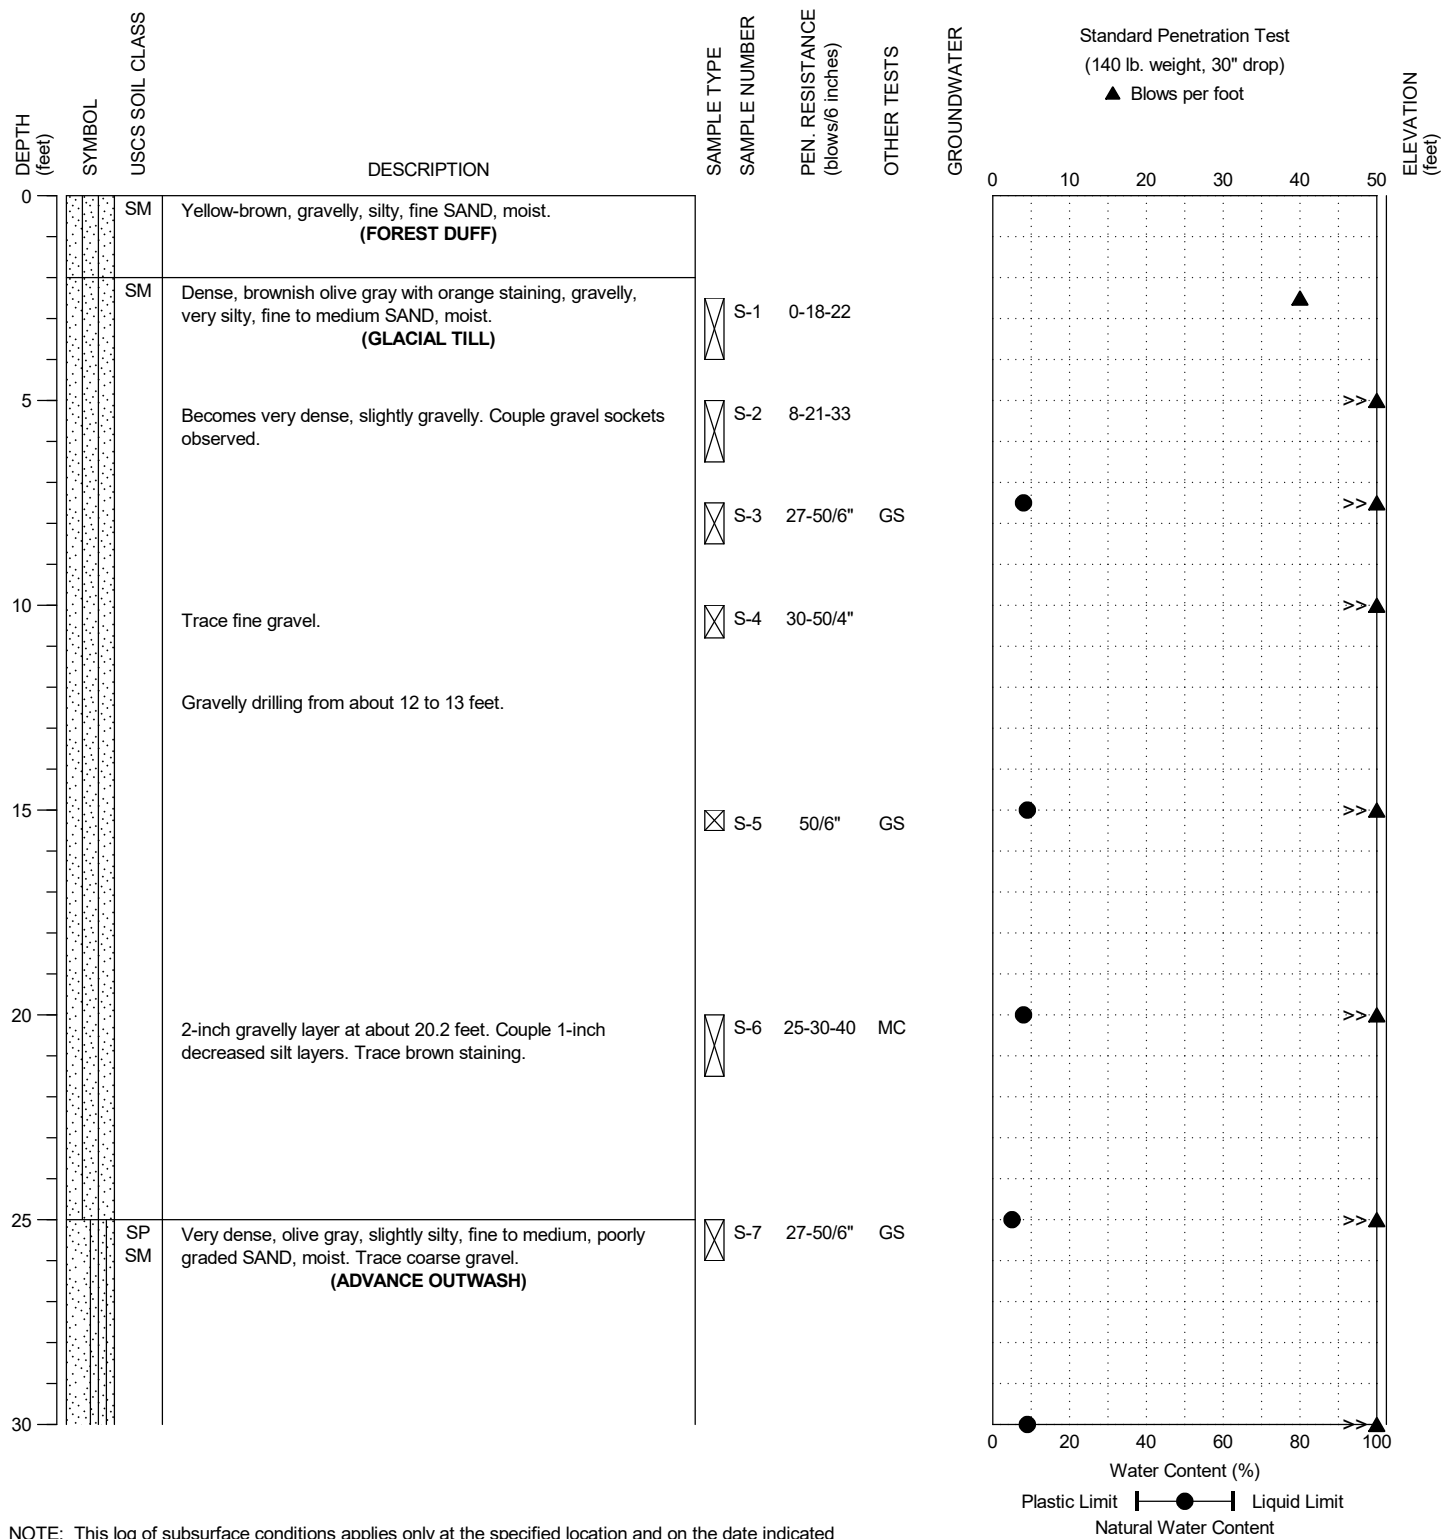 DEPTH
(feet)
SYMBOL
USCS SOIL CLASS
DESCRIPTION
SAMPLE TYPE
SAMPLE NUMBER
PEN. RESISTANCE
(blows/6 inches)
OTHER TESTS
GROUNDWATER
Standard Penetration Test
(140 lb. weight, 30" drop)
▲ Blows per foot
ELEVATION
(feet)
0 10 20 30 40 50
0
SM Yellow-brown, gravelly, silty, fine SAND, moist.
(FOREST DUFF)
SM Dense, brownish olive gray with orange staining, gravelly,
very silty, fine to medium SAND, moist.
(GLACIAL TILL)
S-1 0-18-22
5 >>
Becomes very dense, slightly gravelly. Couple gravel sockets
observed.
S-2 8-21-33
>>
S-3 27-50/6" GS
10 >>
Trace fine gravel. S-4 30-50/4"
Gravelly drilling from about 12 to 13 feet.
15 >>
S-5 50/6" GS
20 >>
2-inch gravelly layer at about 20.2 feet. Couple 1-inch
decreased silt layers. Trace brown staining.
S-6 25-30-40 MC
25 >>
SP
SM
Very dense, olive gray, slightly silty, fine to medium, poorly
graded SAND, moist. Trace coarse gravel.
(ADVANCE OUTWASH)
S-7 27-50/6" GS
30 >>
0 20 40 60 80 100
Water Content (%)
Plastic Limit Liquid Limit
Natural Water Content
NOTE: This log of subsurface conditions applies only at the specified location and on the date indicated